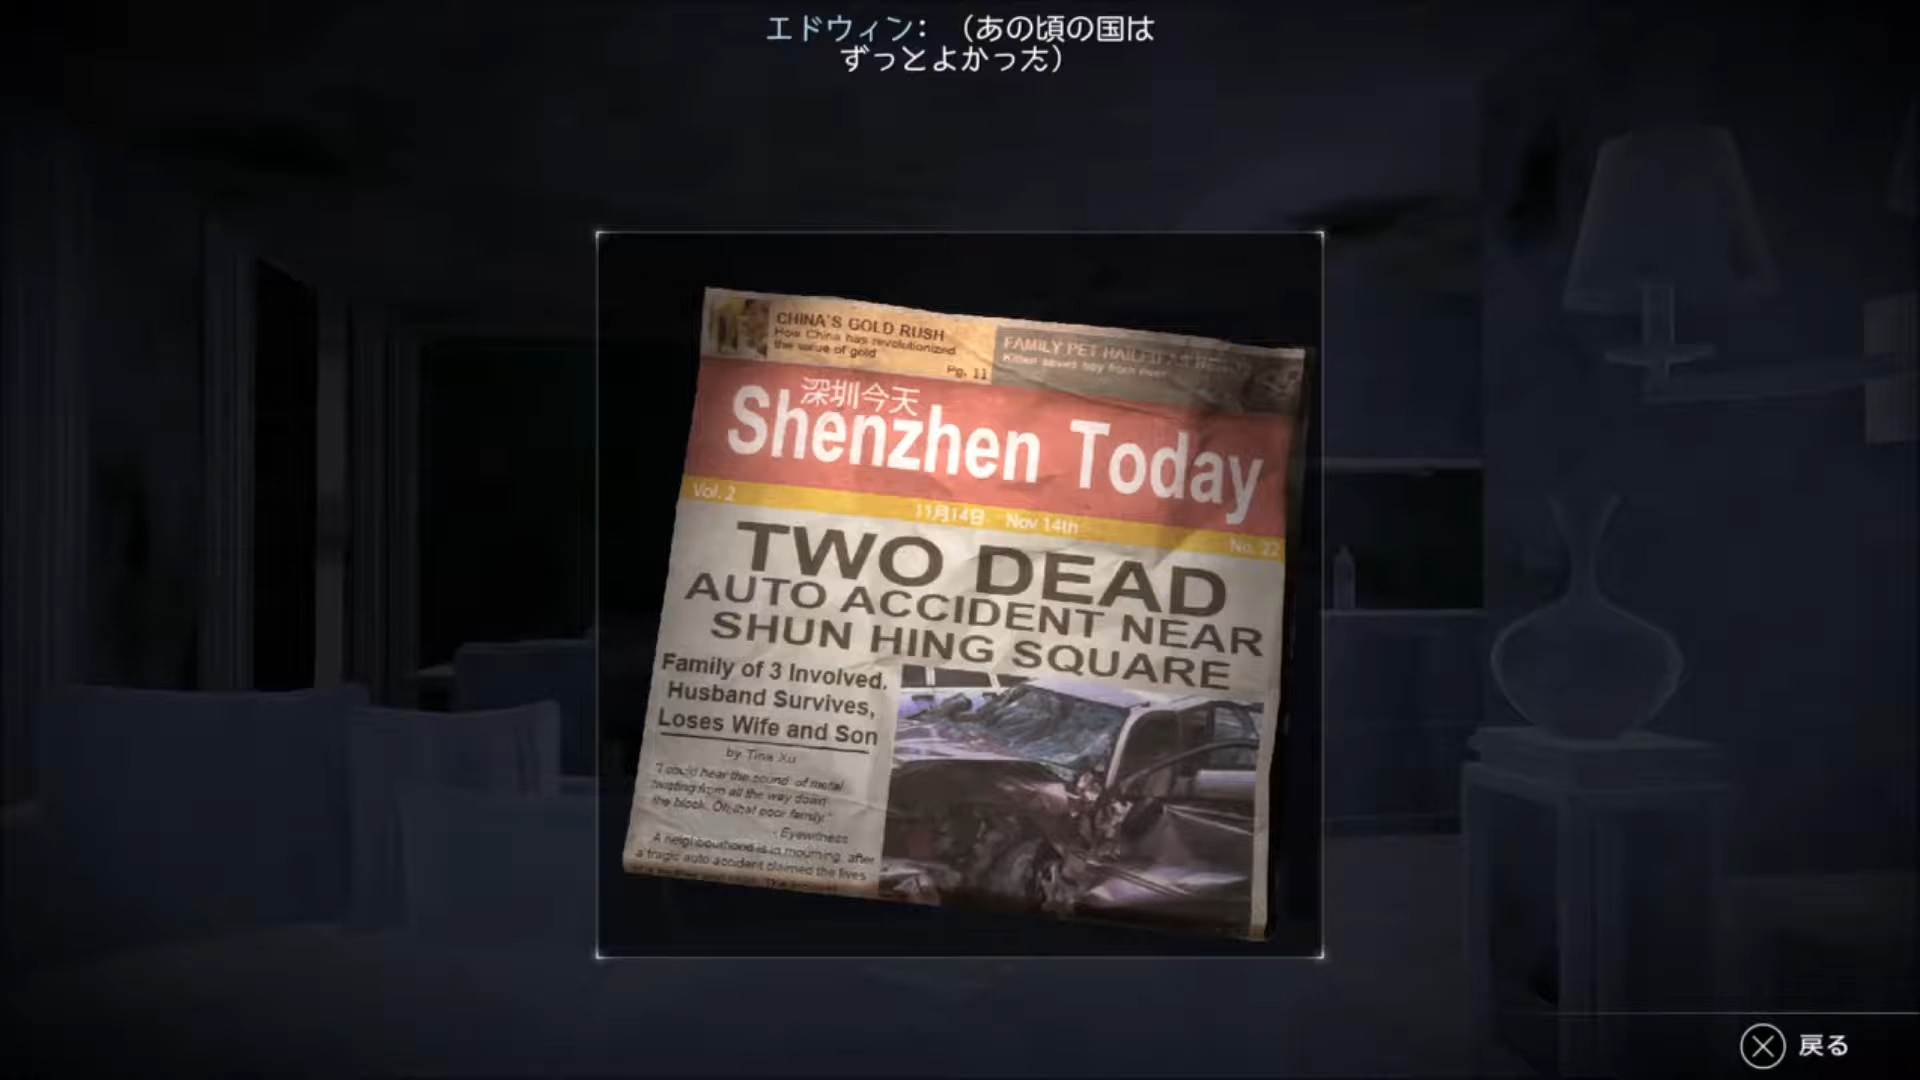 エドウィン：（あの頃の国は
ずっとよかった）
CHINA'S GOLD RUSH
How China has revolutionized
the value of gold
Pg. 11
FAMILY PET HAILED AS
Kitten saves boy from
深圳今天
Shenzhen Today
Vol. 2
11月14日 Nov 14th
No. 22
TWO DEAD
AUTO ACCIDENT NEAR
SHUN HING SQUARE
Family of 3 Involved.
Husband Survives,
Loses Wife and Son
by Tina Xu
"I could hear the sound of metal
twisting from all the way down
the block. Oh, that poor family."
- Eyewitness
A neighbourhood is in mourning, after
a tragic auto accident claimed the lives
戻る